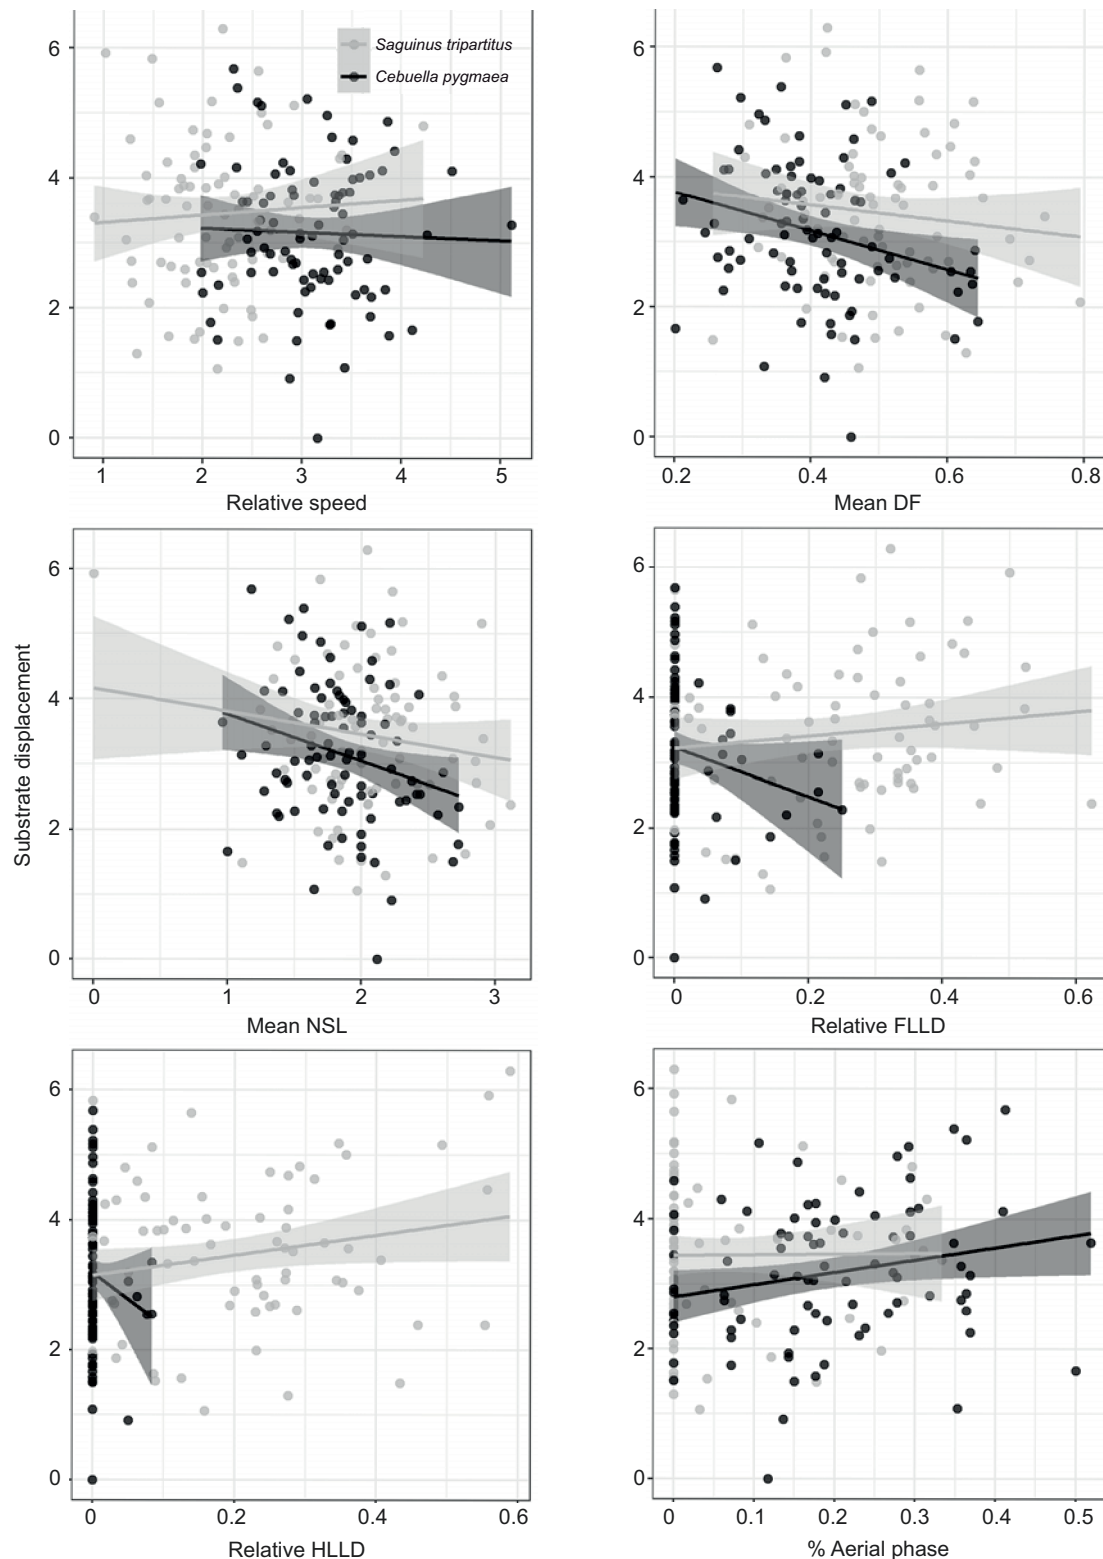 Saguinus tripartitus
Cebuella pygmaea
6
4
2
0
1 2 3 4 5
Relative speed
6
4
2
0
0.2 0.4 0.6 0.8
Mean DF
Substrate displacement
6
4
2
0
0 1 2 3
Mean NSL
6
4
2
0
0 0.2 0.4 0.6
Relative FLLD
6
4
2
0
0 0.2 0.4 0.6
Relative HLLD
6
4
2
0
0 0.1 0.2 0.3 0.4 0.5
% Aerial phase